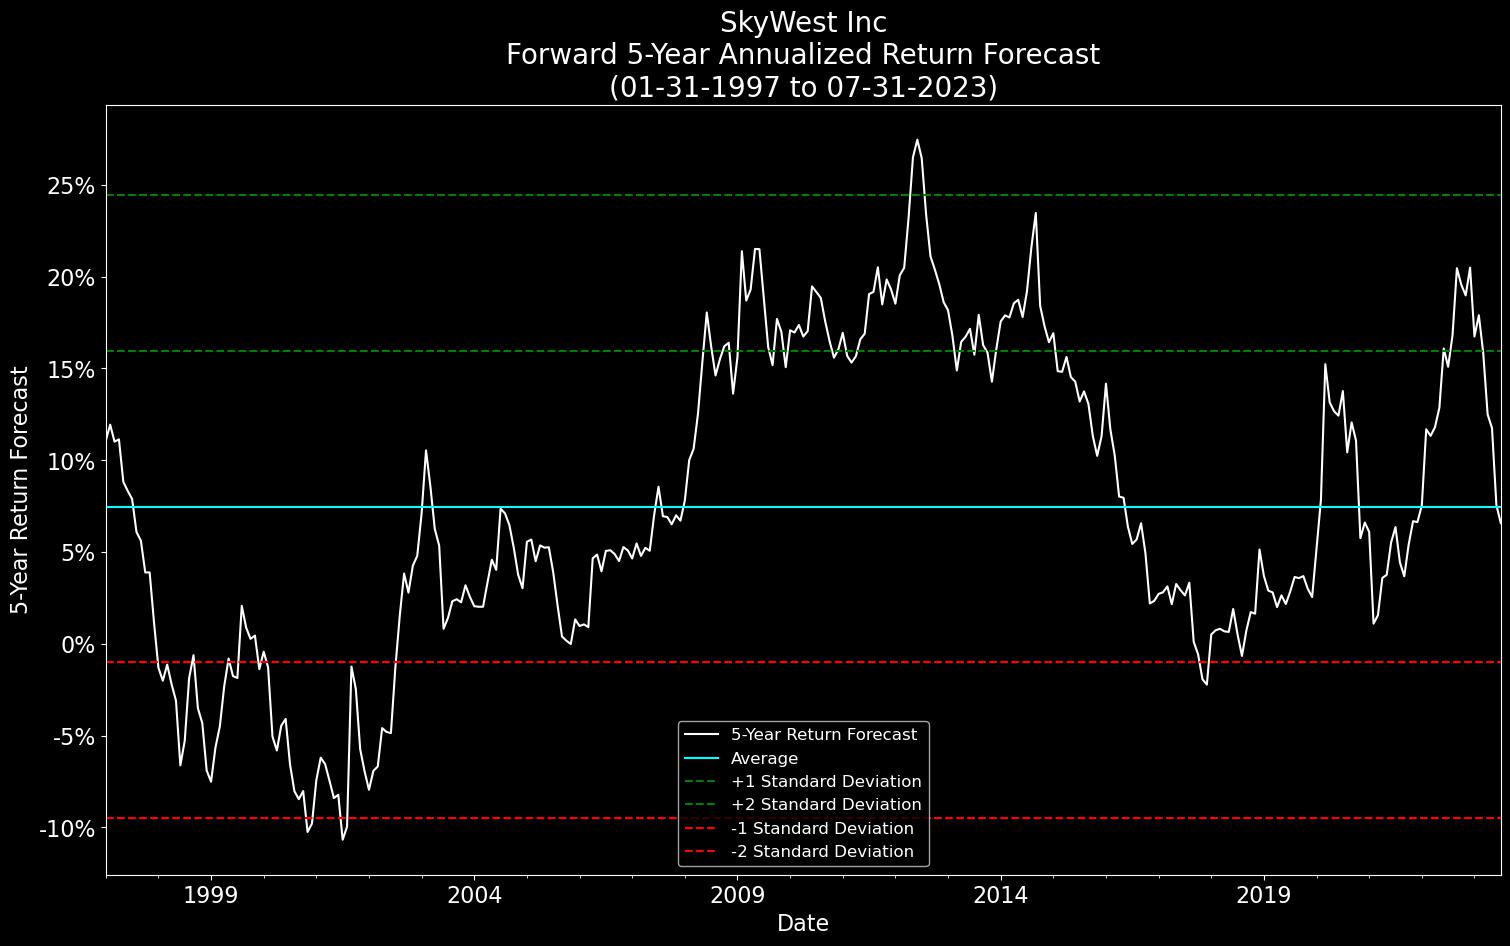 SkyWest Inc
Forward 5-Year Annualized Return Forecast
(01-31-1997 to 07-31-2023)
5-Year Return Forecast
25%
20%
15%
10%
5%
0%
-5%
-10%
5-Year Return Forecast
Average
+1 Standard Deviation
+2 Standard Deviation
-1 Standard Deviation
-2 Standard Deviation
1999 2004 2009 2014 2019
Date